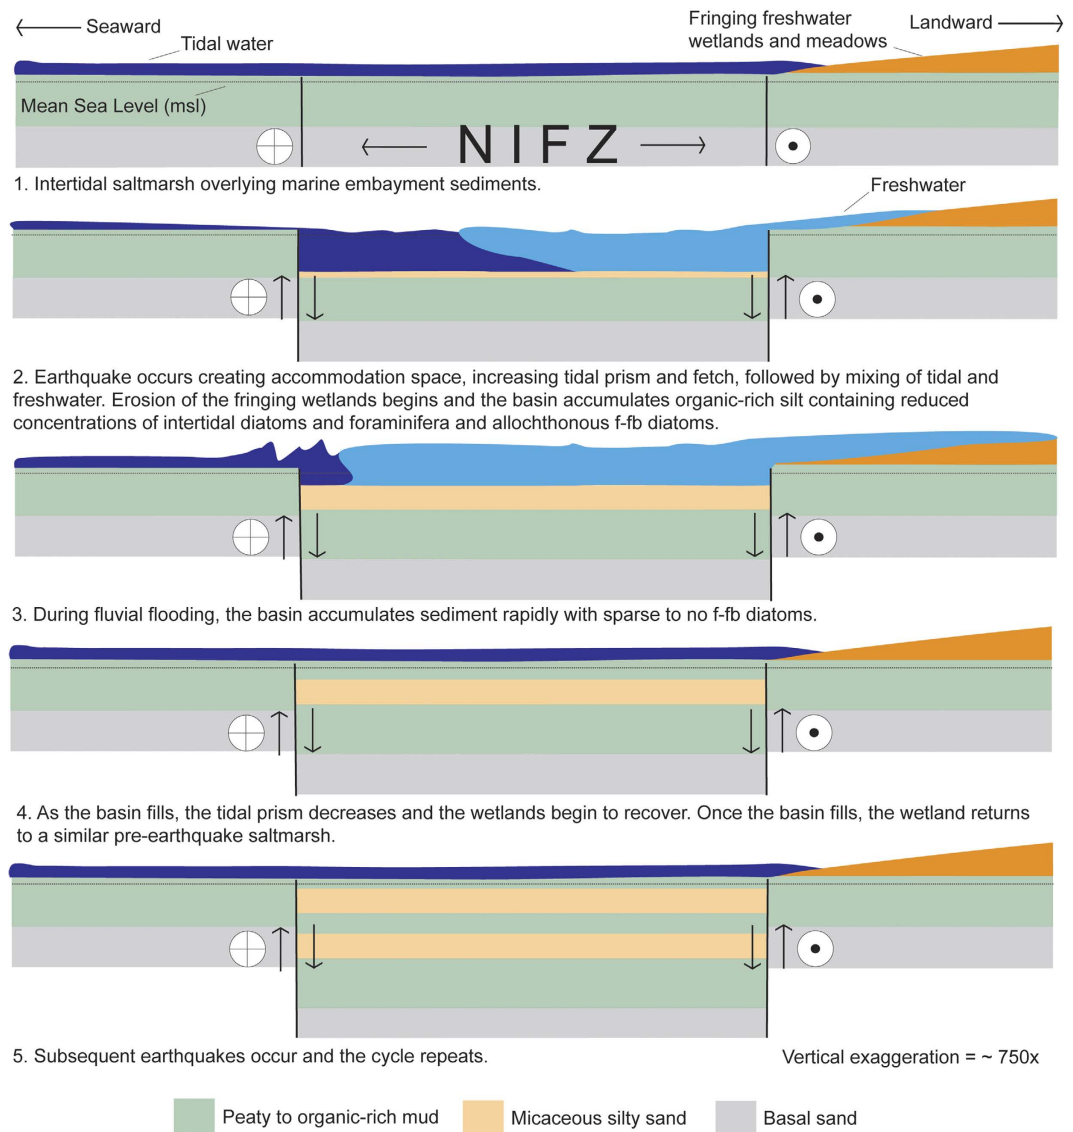 Seaward
Tidal water
Fringing freshwater
wetlands and meadows
Landward
Mean Sea Level (msl)
NIFZ
1. Intertidal saltmarsh overlying marine embayment sediments.
Freshwater
2. Earthquake occurs creating accommodation space, increasing tidal prism and fetch, followed by mixing of tidal and
freshwater. Erosion of the fringing wetlands begins and the basin accumulates organic-rich silt containing reduced
concentrations of intertidal diatoms and foraminifera and allochthonous f-fb diatoms.
3. During fluvial flooding, the basin accumulates sediment rapidly with sparse to no f-fb diatoms.
4. As the basin fills, the tidal prism decreases and the wetlands begin to recover. Once the basin fills, the wetland returns
to a similar pre-earthquake saltmarsh.
5. Subsequent earthquakes occur and the cycle repeats.
Vertical exaggeration = ~ 750x
Peaty to organic-rich mud
Micaceous silty sand
Basal sand